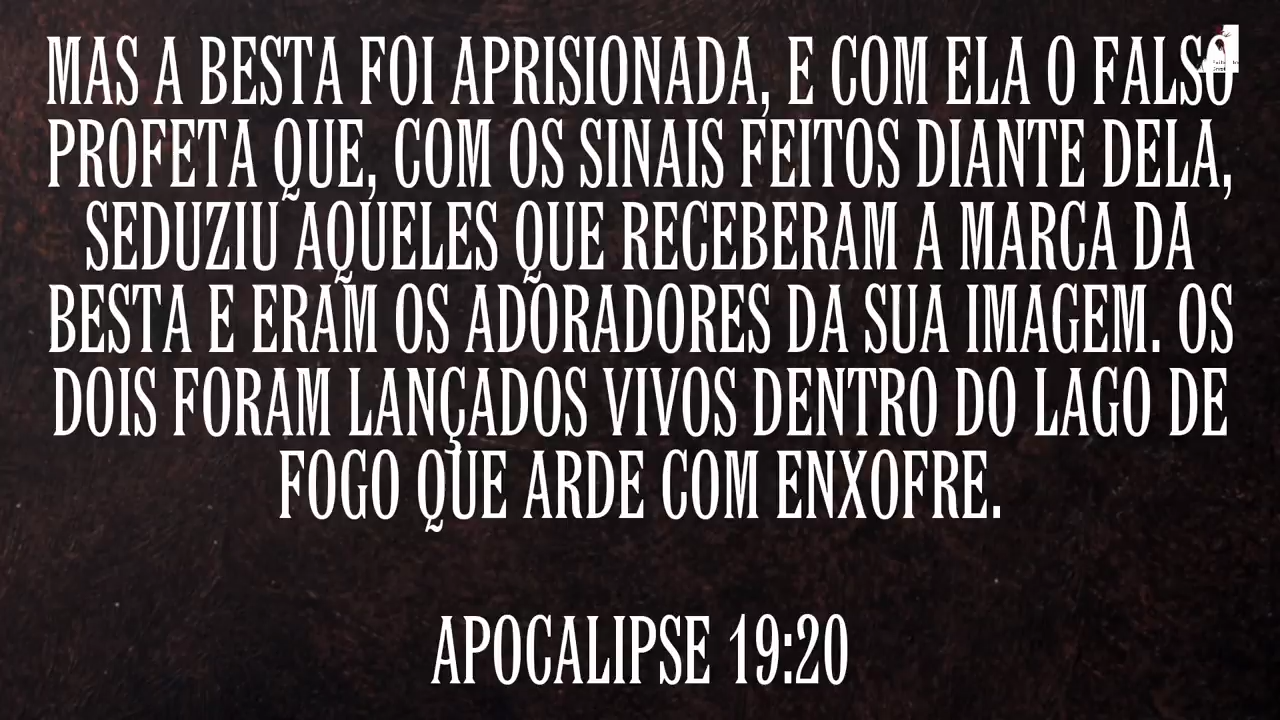 MAS A BESTA FOI APRISIONADA, E COM ELA O FALSO
PROFETA QUE, COM OS SINAIS FEITOS DIANTE DELA,
SEDUZIU AQUELES QUE RECEBERAM A MARCA DA
BESTA E ERAM OS ADORADORES DA SUA IMAGEM. OS
DOIS FORAM LANÇADOS VIVOS DENTRO DO LAGO DE
FOGO QUE ARDE COM ENXOFRE.
APOCALIPSE 19:20